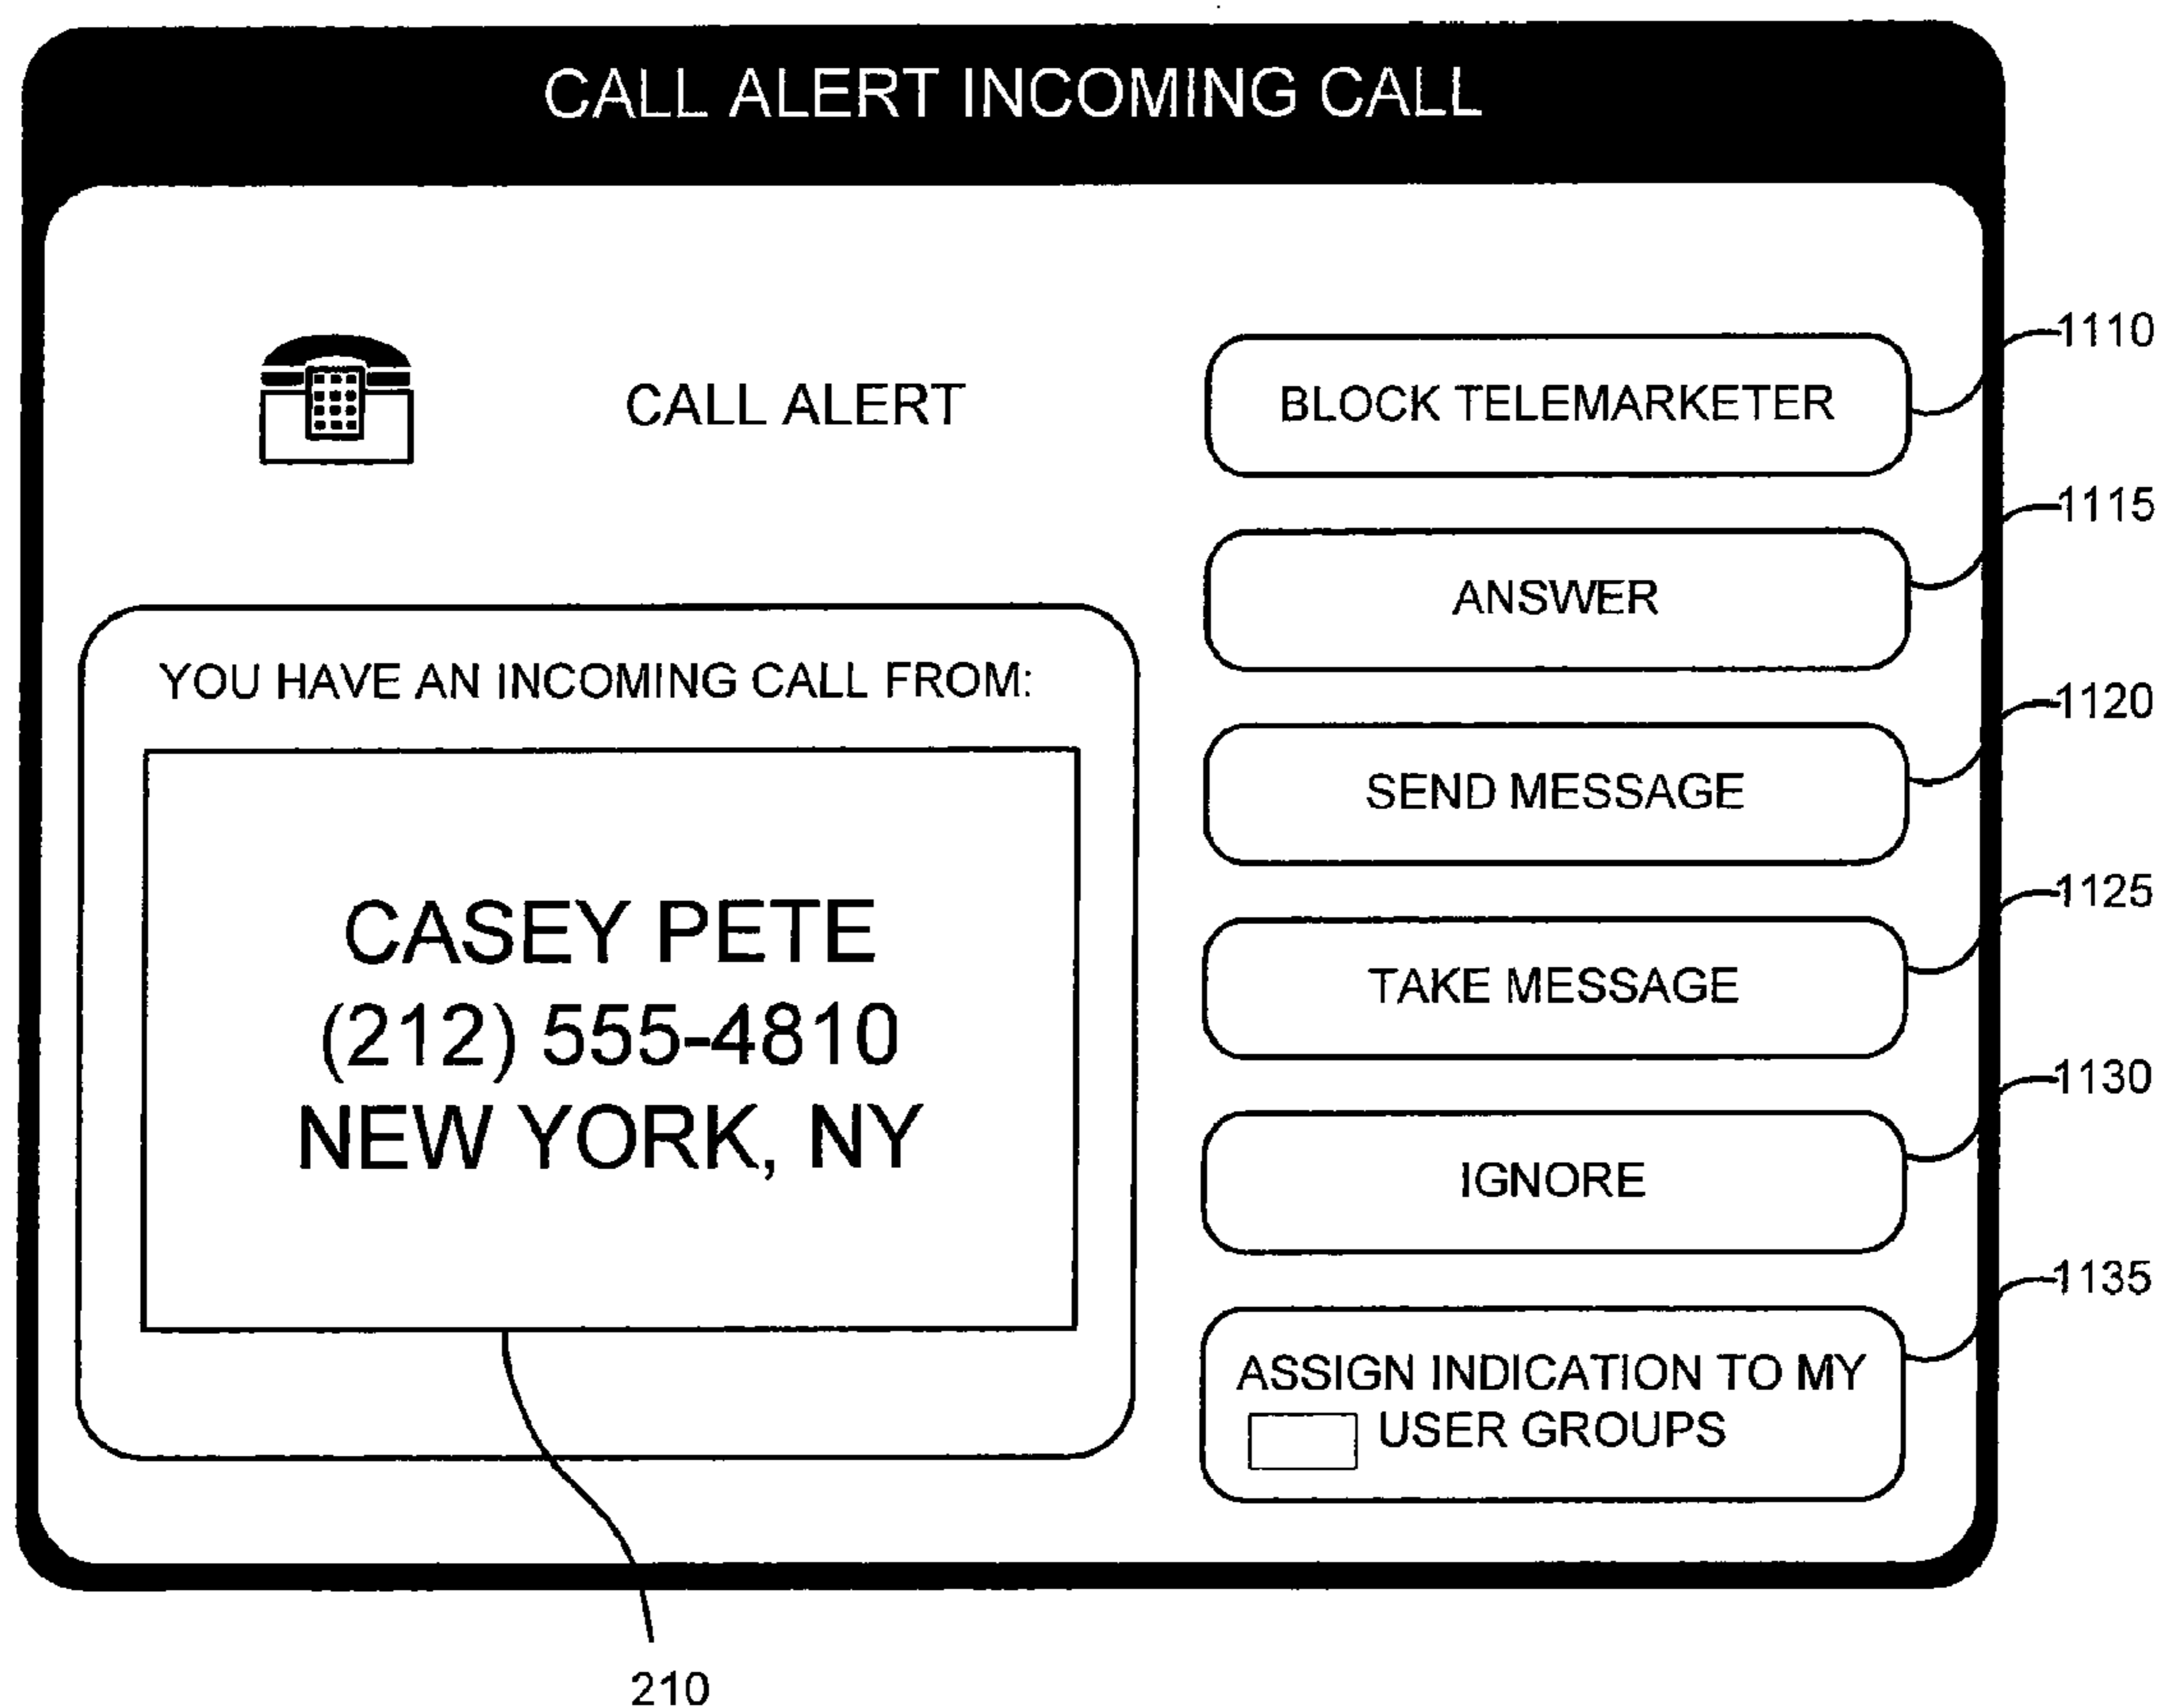 CALL ALERT INCOMING CALL
CALL ALERT
YOU HAVE AN INCOMING CALL FROM:
CASEY PETE
(212) 555-4810
NEW YORK, NY
210
BLOCK TELEMARKETER
1110
ANSWER
1115
SEND MESSAGE
1120
TAKE MESSAGE
1125
IGNORE
1130
ASSIGN INDICATION TO MY
USER GROUPS
1135